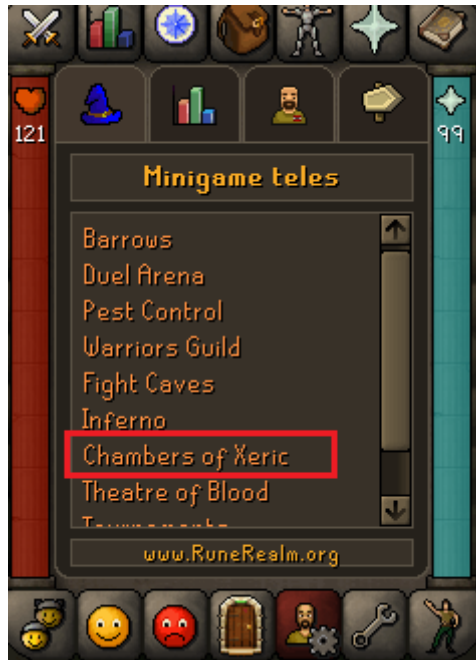 121
99
Minigame teles
Barrows
Duel Arena
Pest Control
Warriors Guild
Fight Caves
Inferno
Chambers of Xeric
Theatre of Blood
www.RuneRealm.org